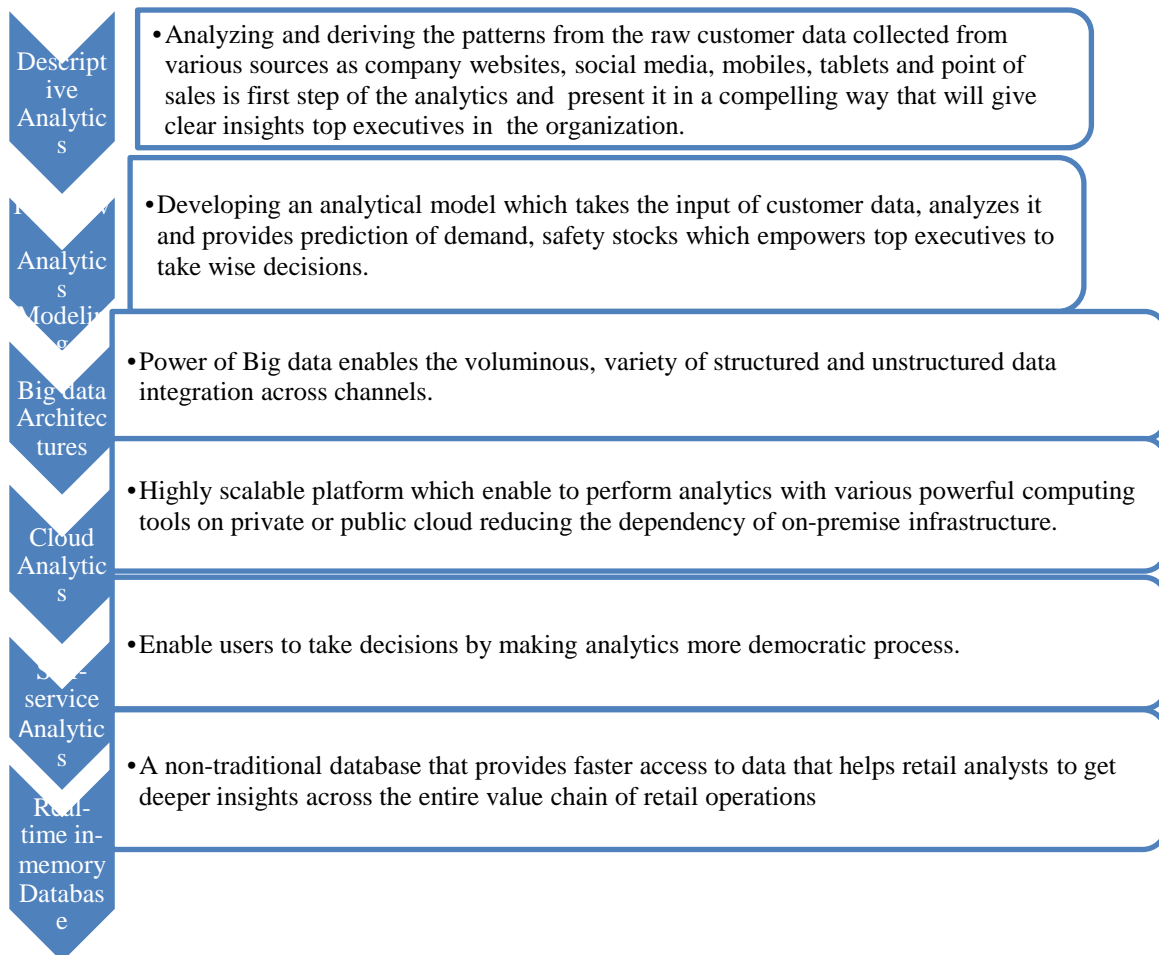 Descript
ive
Analytic
s
•Analyzing and deriving the patterns from the raw customer data collected from
various sources as company websites, social media, mobiles, tablets and point of
sales is first step of the analytics and present it in a compelling way that will give
clear insights top executives in the organization.
Analytic
s
Modelin
g
•Developing an analytical model which takes the input of customer data, analyzes it
and provides prediction of demand, safety stocks which empowers top executives to
take wise decisions.
Big data
Architec
tures
•Power of Big data enables the voluminous, variety of structured and unstructured data
integration across channels.
Cloud
Analytic
s
•Highly scalable platform which enable to perform analytics with various powerful computing
tools on private or public cloud reducing the dependency of on-premise infrastructure.
Self-
service
Analytic
s
•Enable users to take decisions by making analytics more democratic process.
Real-
time in-
memory
Databas
e
•A non-traditional database that provides faster access to data that helps retail analysts to get
deeper insights across the entire value chain of retail operations